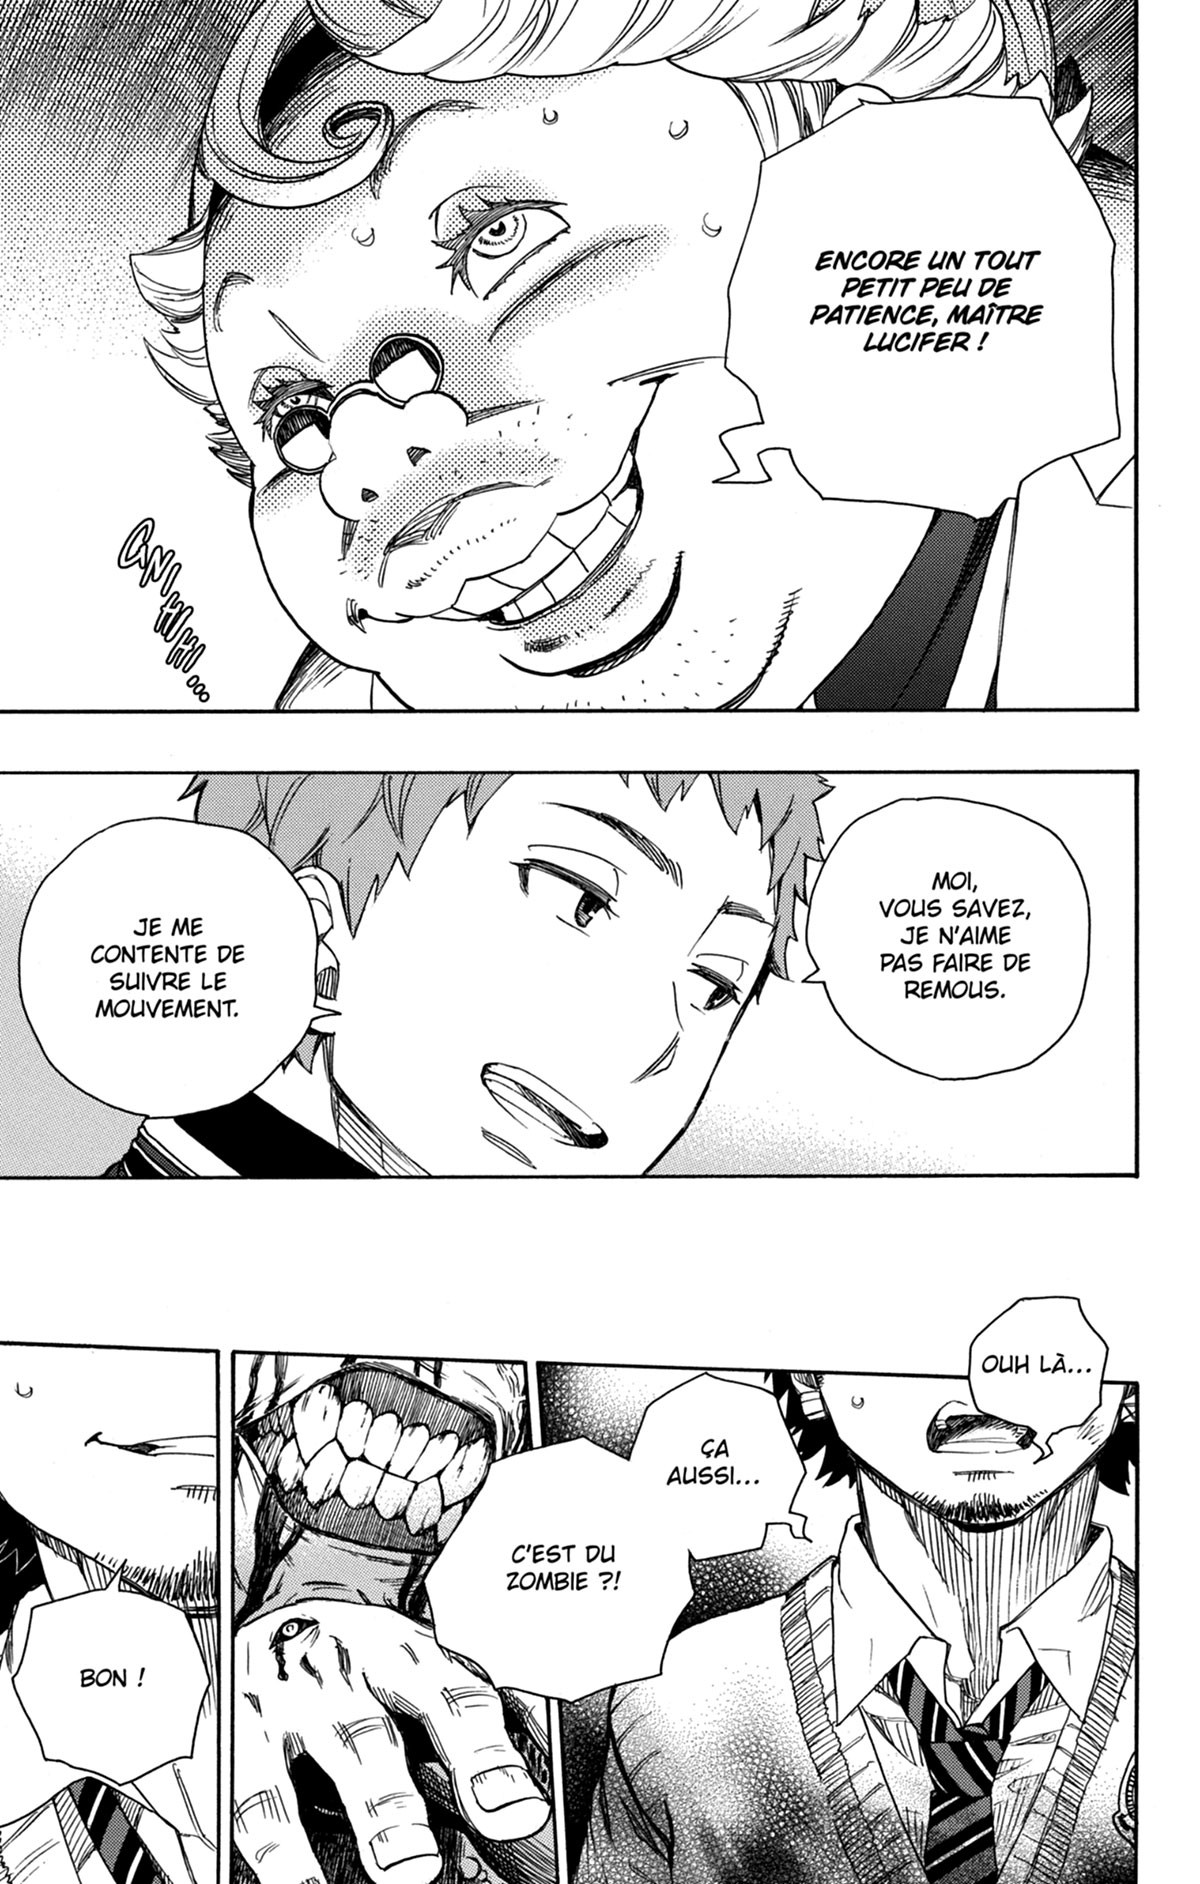 ENCORE UN TOUT
PETIT PEU DE
PATIENCE, MAÎTRE
LUCIFER !
GNIHIHIHI...
MOI,
VOUS SAVEZ,
JE N'AIME
PAS FAIRE DE
REMOUS.
JE ME
CONTENTE DE
SUIVRE LE
MOUVEMENT.
OUH LÀ...
ÇA
AUSSI...
C'EST DU
ZOMBIE ?!
BON !